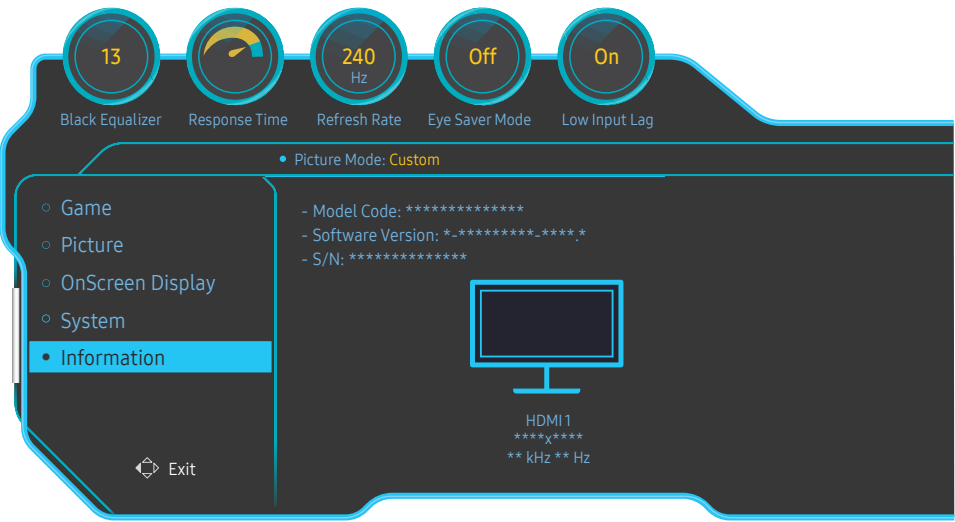 13
240
Hz
Off
On
Black Equalizer
Response Time
Refresh Rate
Eye Saver Mode
Low Input Lag
Picture Mode: Custom
Game
Picture
OnScreen Display
System
Information
- Model Code: **************
- Software Version: *-*********-****.*
- S/N: **************
HDMI 1
****x****
** kHz ** Hz
Exit